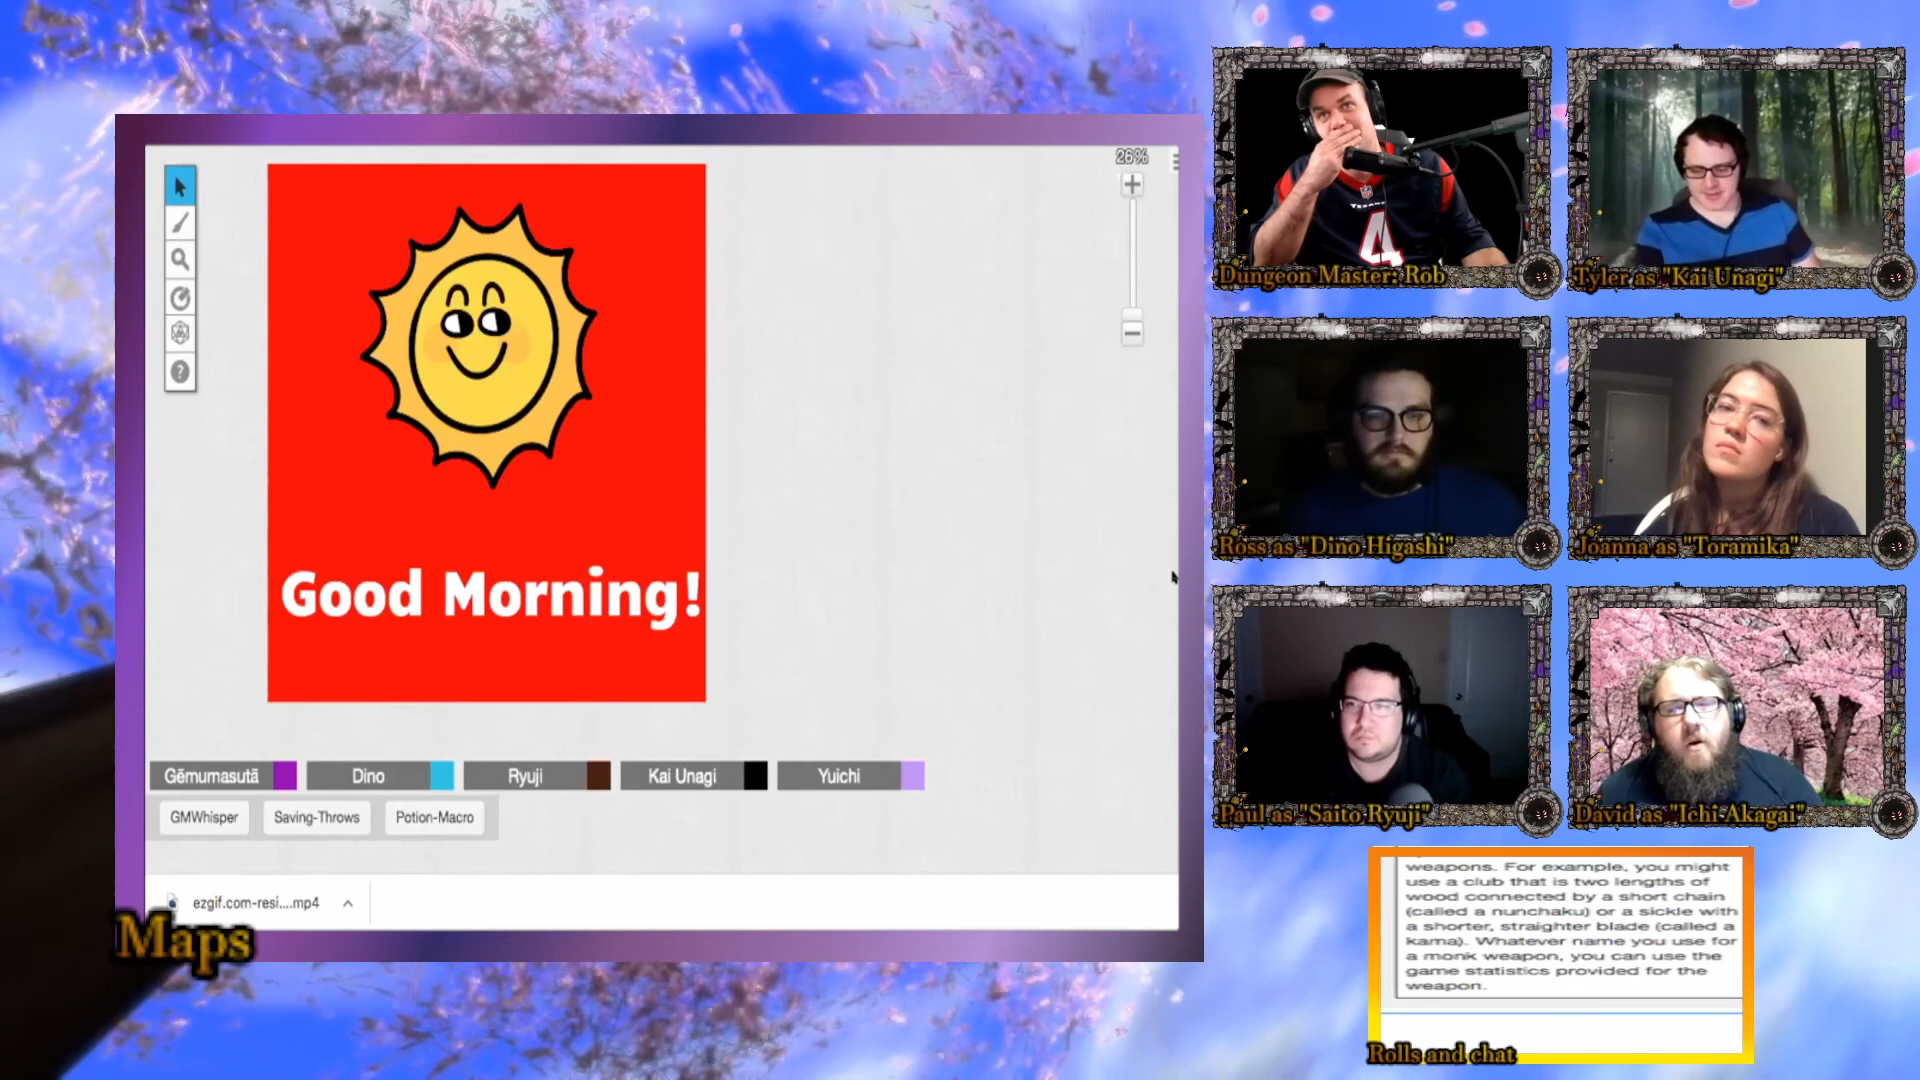 26%
Good Morning!
Gēmumasutā
Dino
Ryuji
Kai Unagi
Yuichi
GMWhisper
Saving-Throws
Potion-Macro
ezgif.com-resi....mp4
Maps
TEXANS
4
Dungeon Master: Rob
Tyler as "Kai Unagi"
Ross as "Dino Higashi"
Joanna as "Toramika"
Paul as "Saito Ryuji"
David as "Ichi Akagai"
weapons. For example, you might
use a club that is two lengths of
wood connected by a short chain
(called a nunchaku) or a sickle with
a shorter, straighter blade (called a
kama). Whatever name you use for
a monk weapon, you can use the
game statistics provided for the
weapon.
Rolls and chat